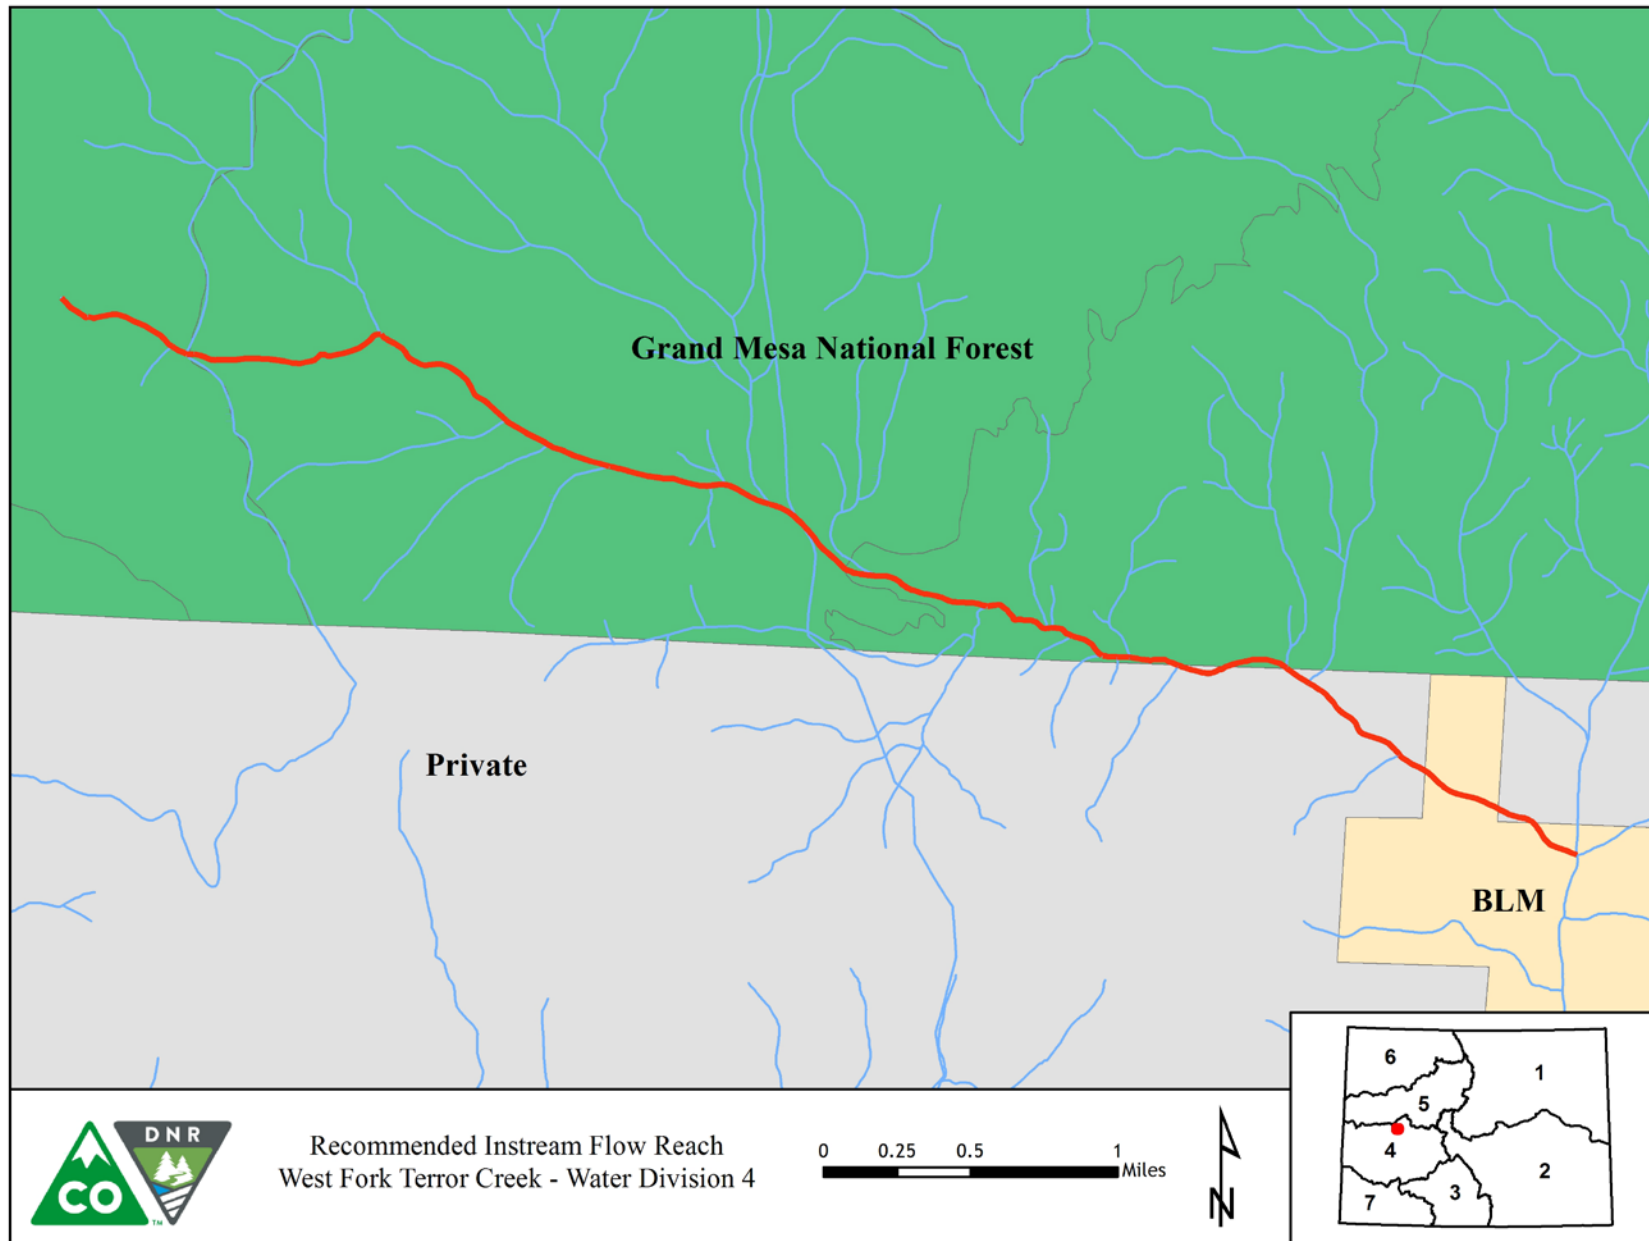 Grand Mesa National Forest
Private
BLM
DNR
CO
TM
Recommended Instream Flow Reach
West Fork Terror Creek - Water Division 4
0 0.25 0.5 1
Miles
N
6
1
5
4
2
3
7